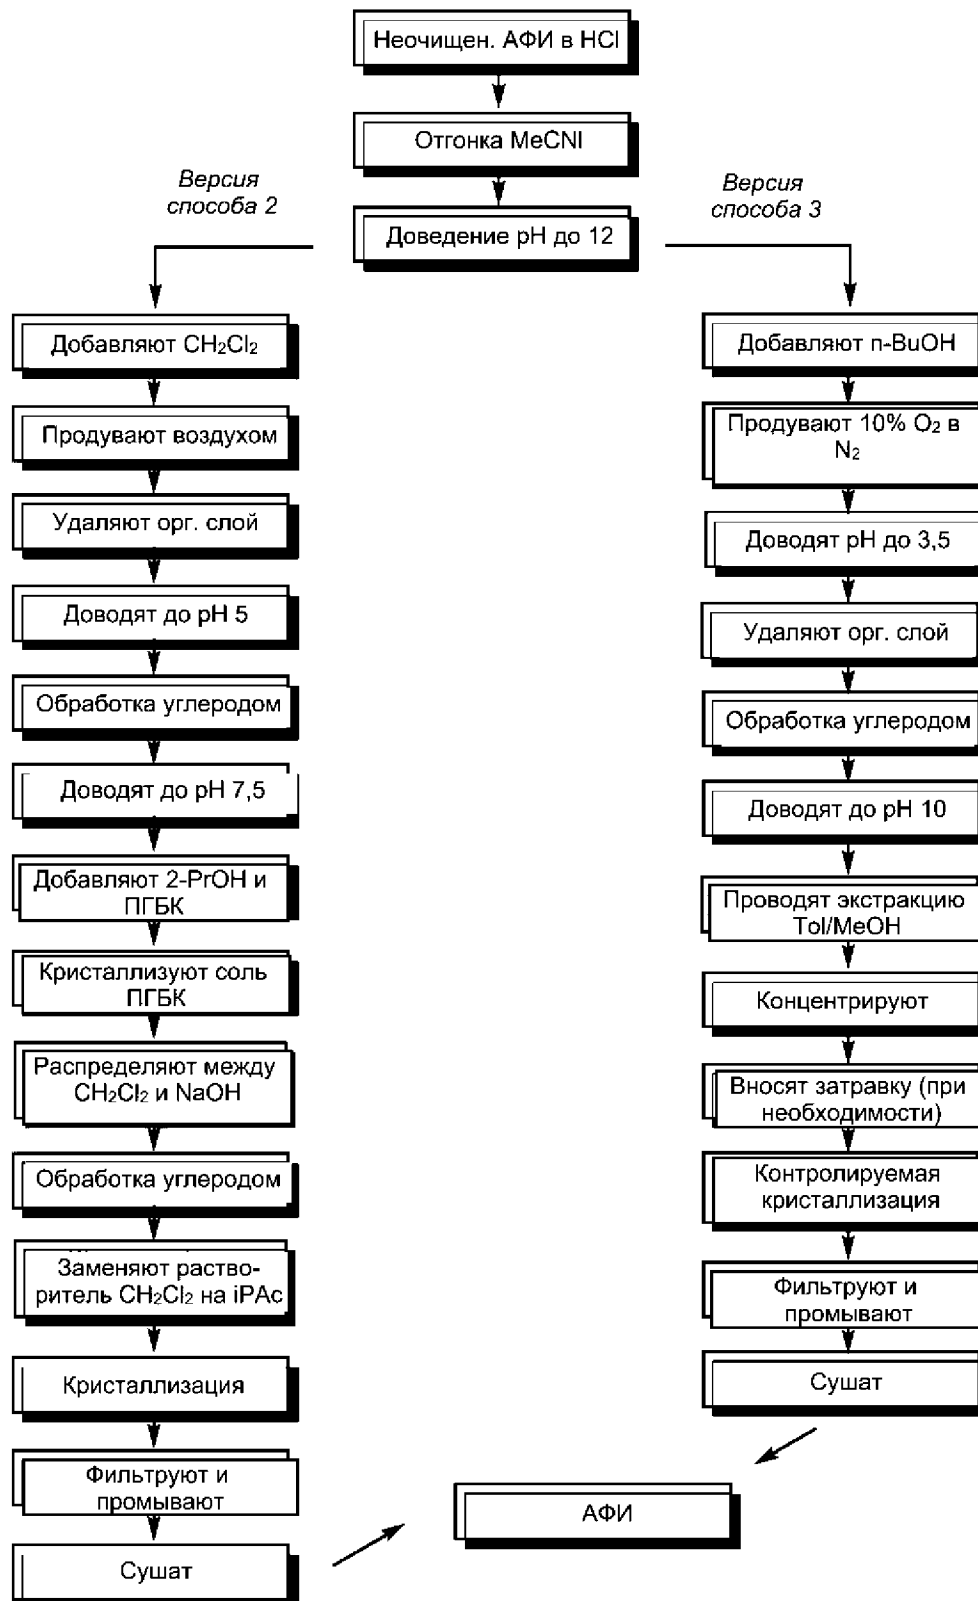 Неочищен. АФИ в HCl
Отгонка MeCNl
Доведение pH до 12
Версия
способа 2
Добавляют CH₂Cl₂
Продувают воздухом
Удаляют орг. слой
Доводят до pH 5
Обработка углеродом
Доводят до pH 7,5
Добавляют 2-PrOH и
ПГБК
Кристаллизуют соль
ПГБК
Распределяют между
CH₂Cl₂ и NaOH
Обработка углеродом
Заменяют раство-
ритель CH₂Cl₂ на iPAc
Кристаллизация
Фильтруют и
промывают
Сушат
Версия
способа 3
Добавляют n-BuOH
Продувают 10% O₂ в
N₂
Доводят pH до 3,5
Удаляют орг. слой
Обработка углеродом
Доводят до pH 10
Проводят экстракцию
Tol/MeOH
Концентрируют
Вносят затравку (при
необходимости)
Контролируемая
кристаллизация
Фильтруют и
промывают
Сушат
АФИ